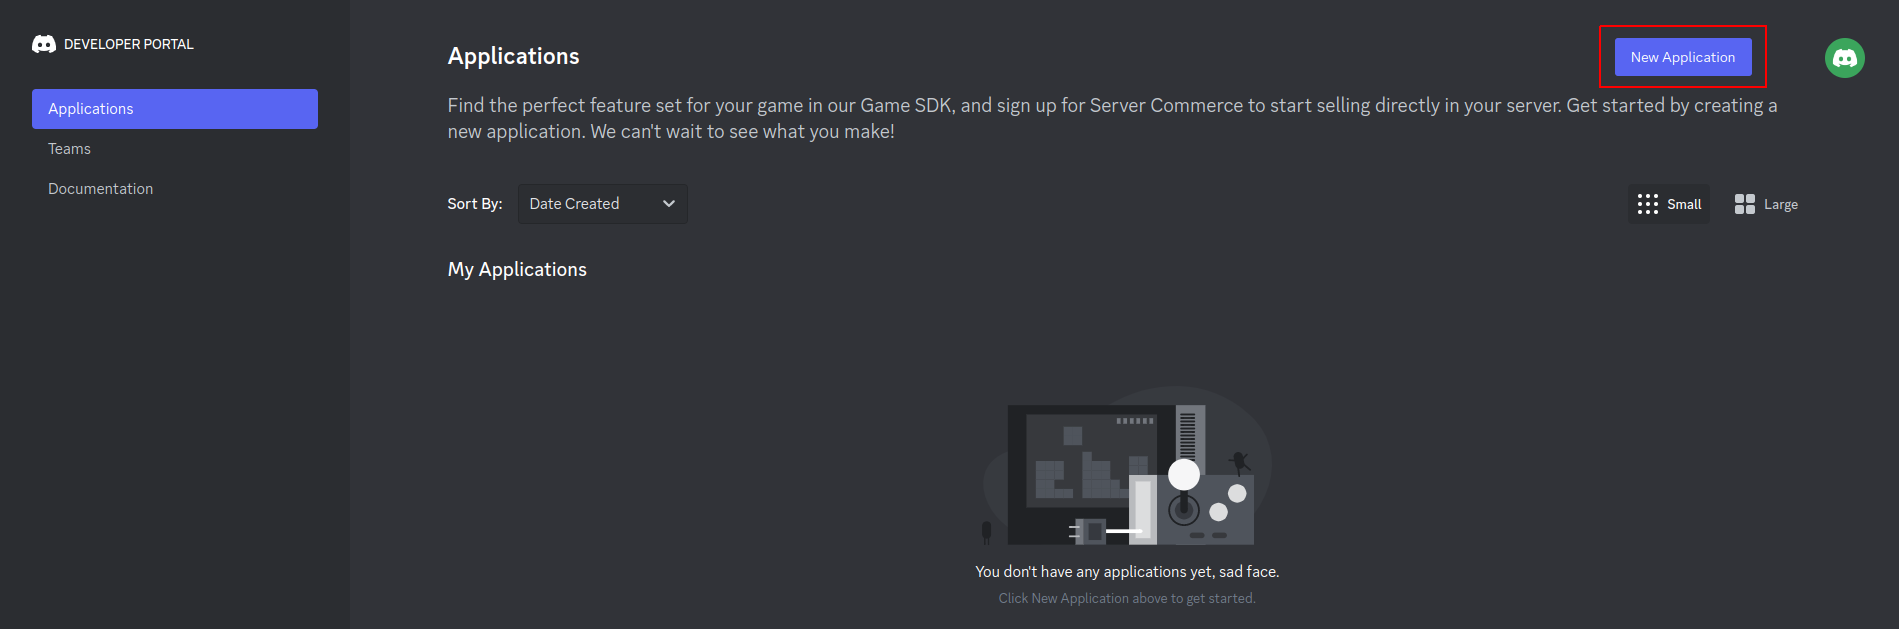 DEVELOPER PORTAL
Applications
Teams
Documentation
Applications
New Application
Find the perfect feature set for your game in our Game SDK, and sign up for Server Commerce to start selling directly in your server. Get started by creating a
new application. We can't wait to see what you make!
Sort By: Date Created
Small Large
My Applications
You don't have any applications yet, sad face.
Click New Application above to get started.